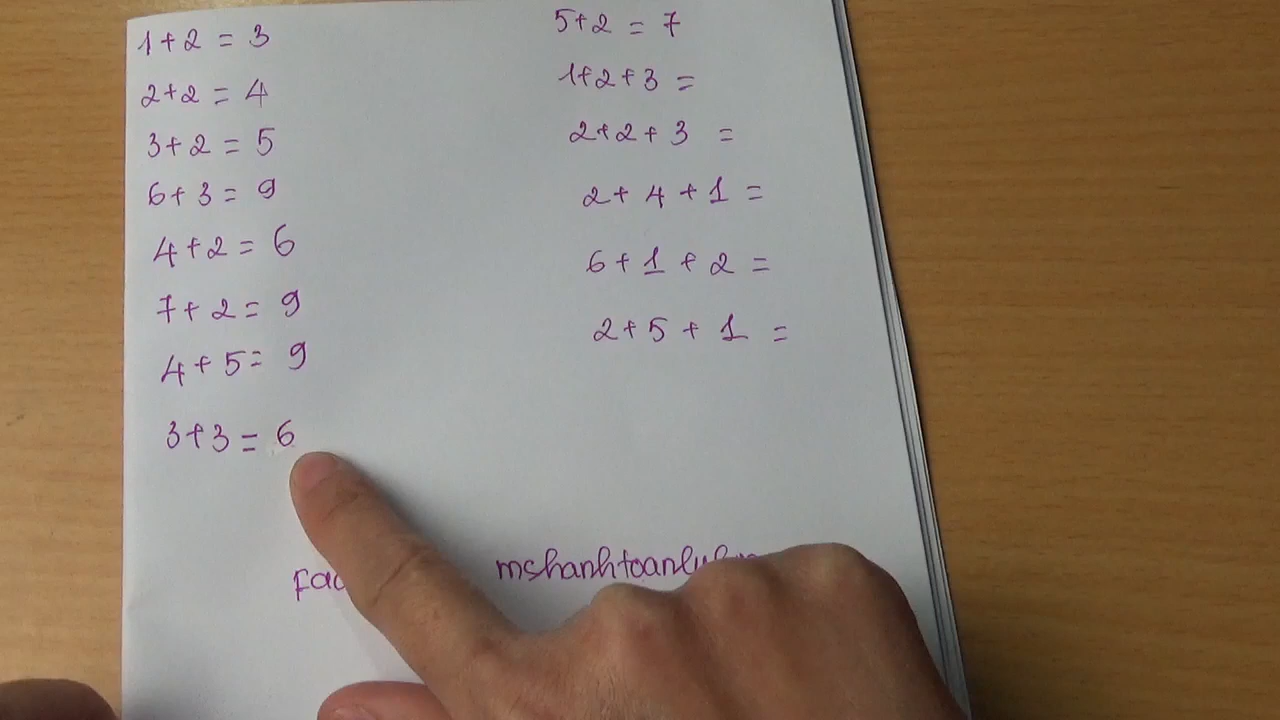 1+2 = 3
2+2 = 4
3+2 = 5
6+3 = 9
4+2 = 6
7+2 = 9
4+5 = 9
3+3 = 6
5+2 = 7
1+2+3 =
2+2+3 =
2+4+1 =
6+1+2 =
2+5+1 =